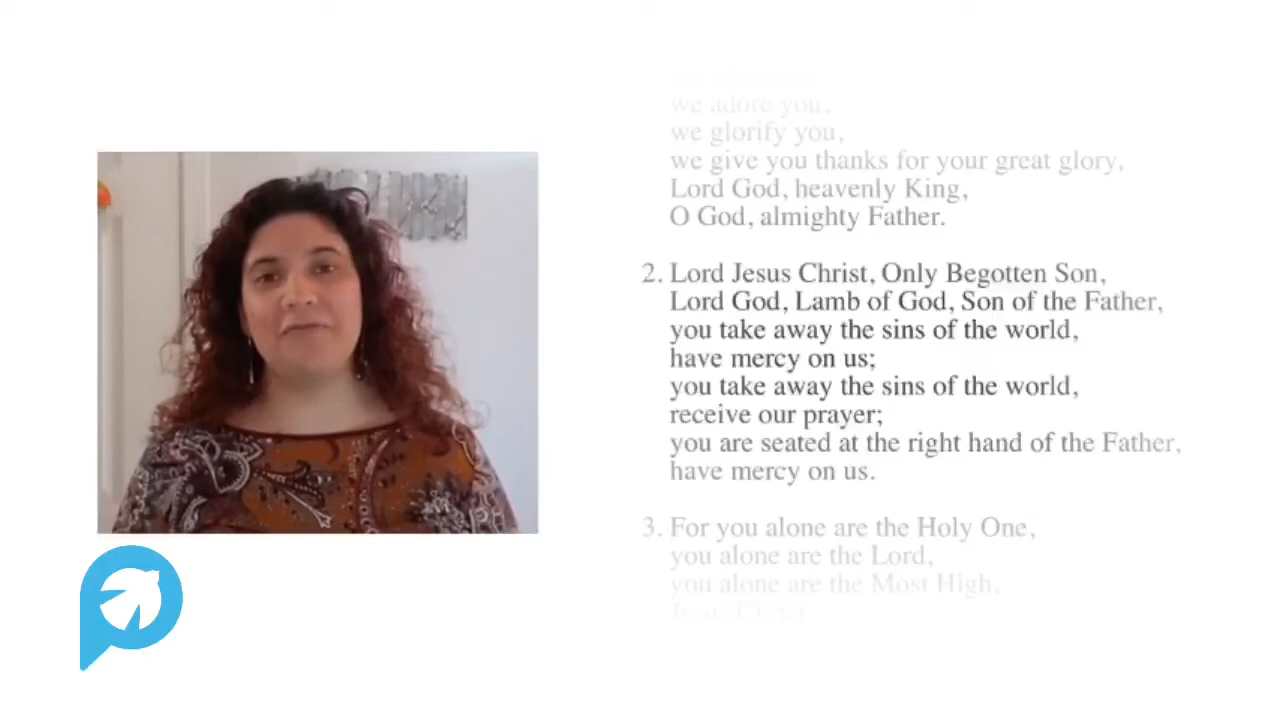 we adore you,
we glorify you,
we give you thanks for your great glory,
Lord God, heavenly King,
O God, almighty Father.
2. Lord Jesus Christ, Only Begotten Son,
Lord God, Lamb of God, Son of the Father,
you take away the sins of the world,
have mercy on us;
you take away the sins of the world,
receive our prayer;
you are seated at the right hand of the Father,
have mercy on us.
3. For you alone are the Holy One,
you alone are the Lord,
you alone are the Most High,
Jesus Christ